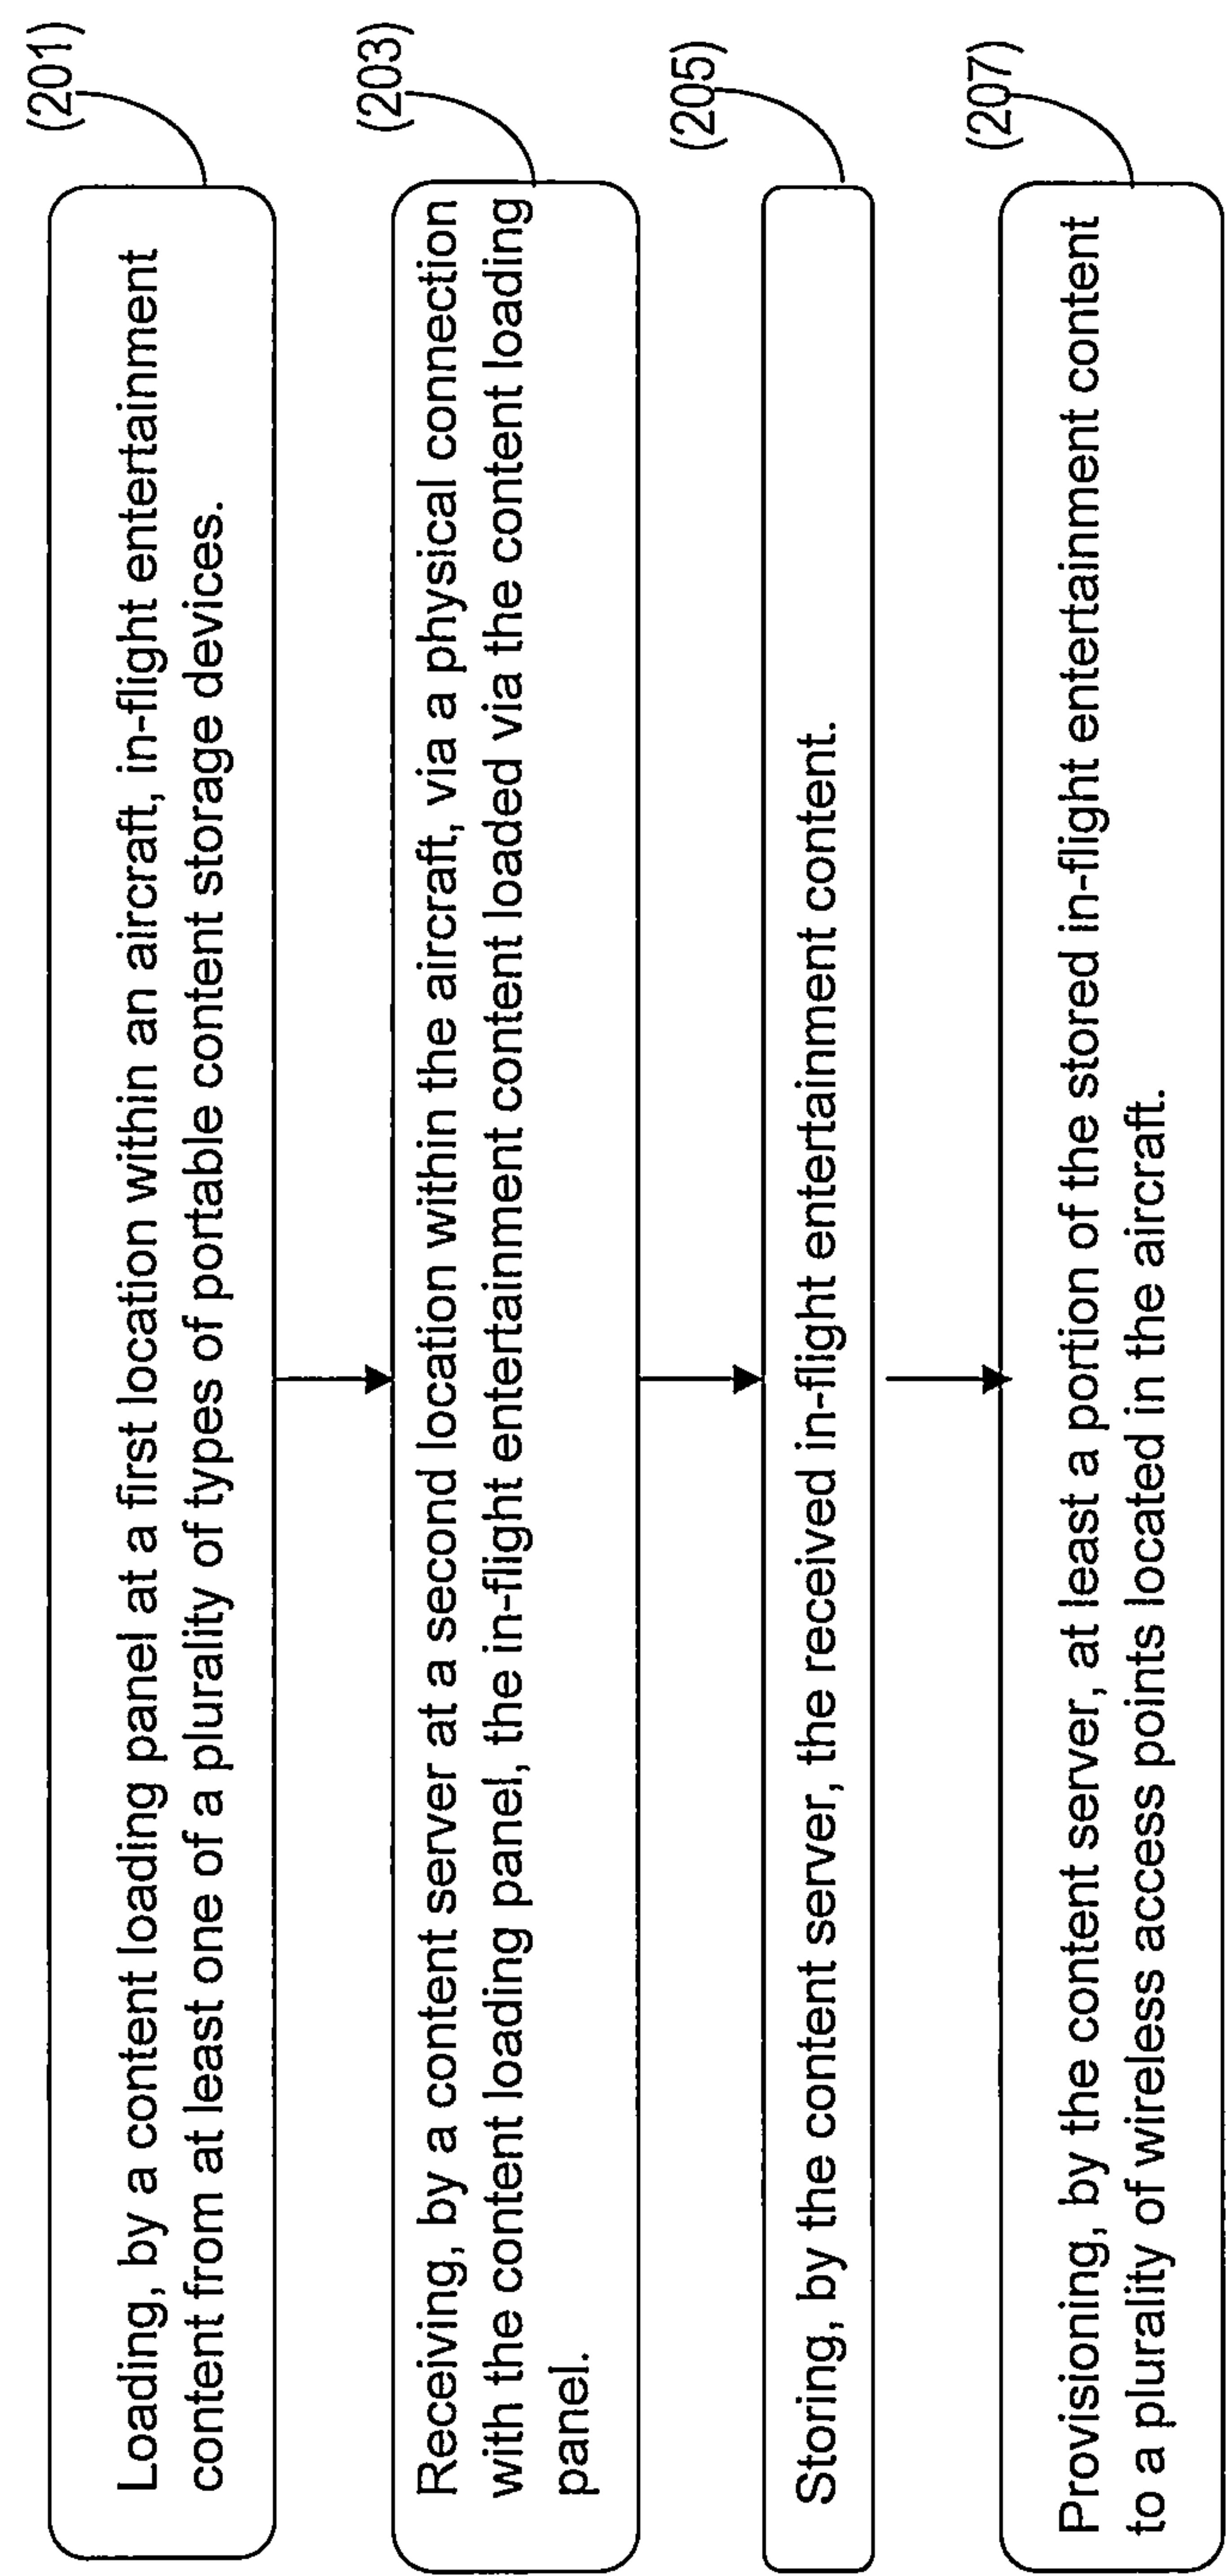 (201)
Loading, by a content loading panel at a first location within an aircraft, in-flight entertainment
content from at least one of a plurality of types of portable content storage devices.
(203)
Receiving, by a content server at a second location within the aircraft, via a physical connection
with the content loading panel, the in-flight entertainment content loaded via the content loading
panel.
(205)
Storing, by the content server, the received in-flight entertainment content.
(207)
Provisioning, by the content server, at least a portion of the stored in-flight entertainment content
to a plurality of wireless access points located in the aircraft.